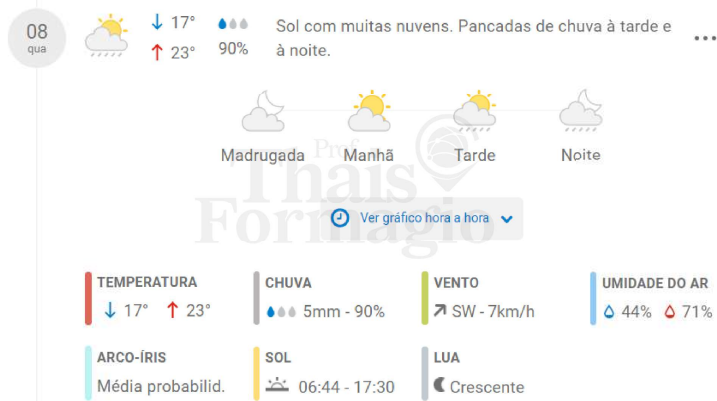 08
qua
17°
23°
90%
Sol com muitas nuvens. Pancadas de chuva à tarde e
à noite.
Madrugada Manhã Tarde Noite
Prof.
Thais
Formagio
Ver gráfico hora a hora
TEMPERATURA
17° 23°
CHUVA
5mm - 90%
VENTO
SW - 7km/h
UMIDADE DO AR
44% 71%
ARCO-ÍRIS
Média probabilid.
SOL
06:44 - 17:30
LUA
Crescente